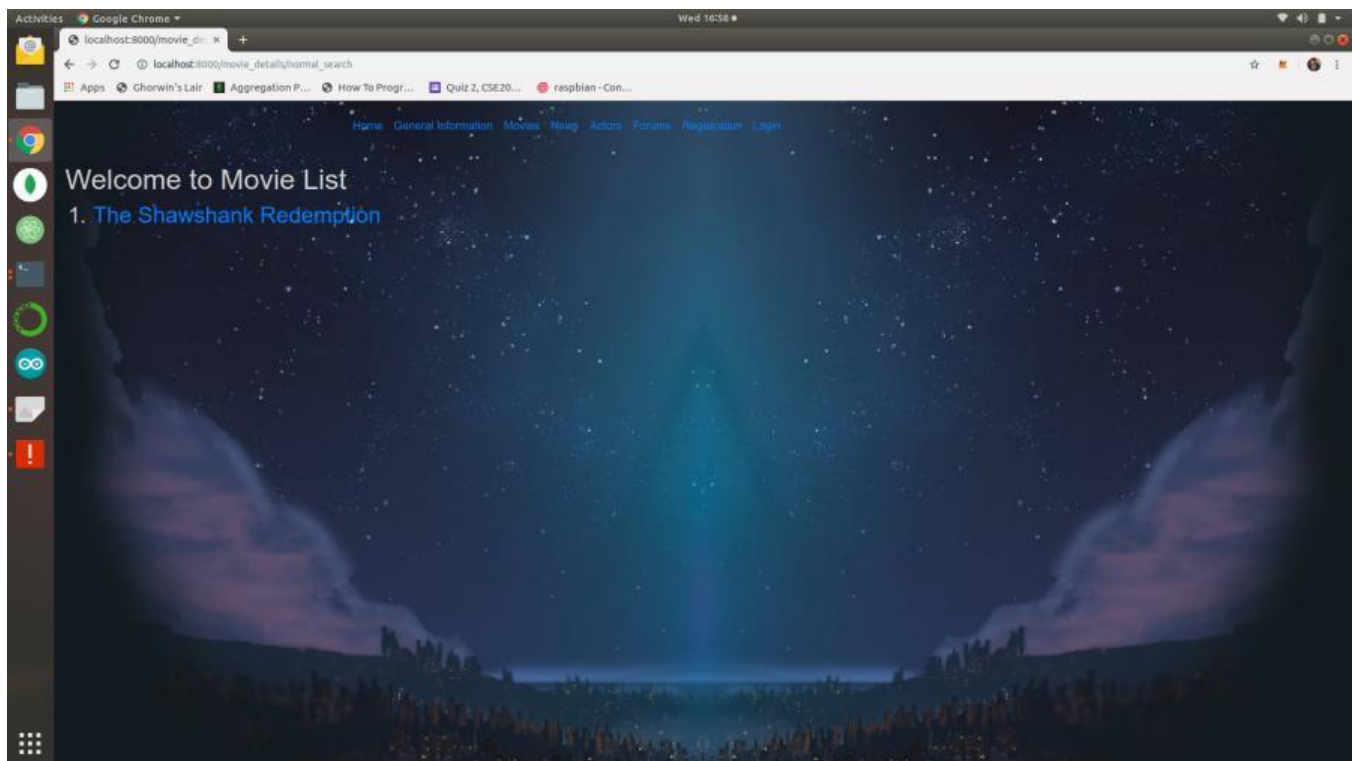 Activities Google Chrome Wed 16:58
localhost:8000/movie_de
localhost:8000/movie_details/normal_search
Apps Ghorwin's Lair Aggregation P... How To Progr... Quiz 2, CSE20... raspbian - Con...
Home General Information Movies News Actors Forums Registration Login
Welcome to Movie List
1. The Shawshank Redemption